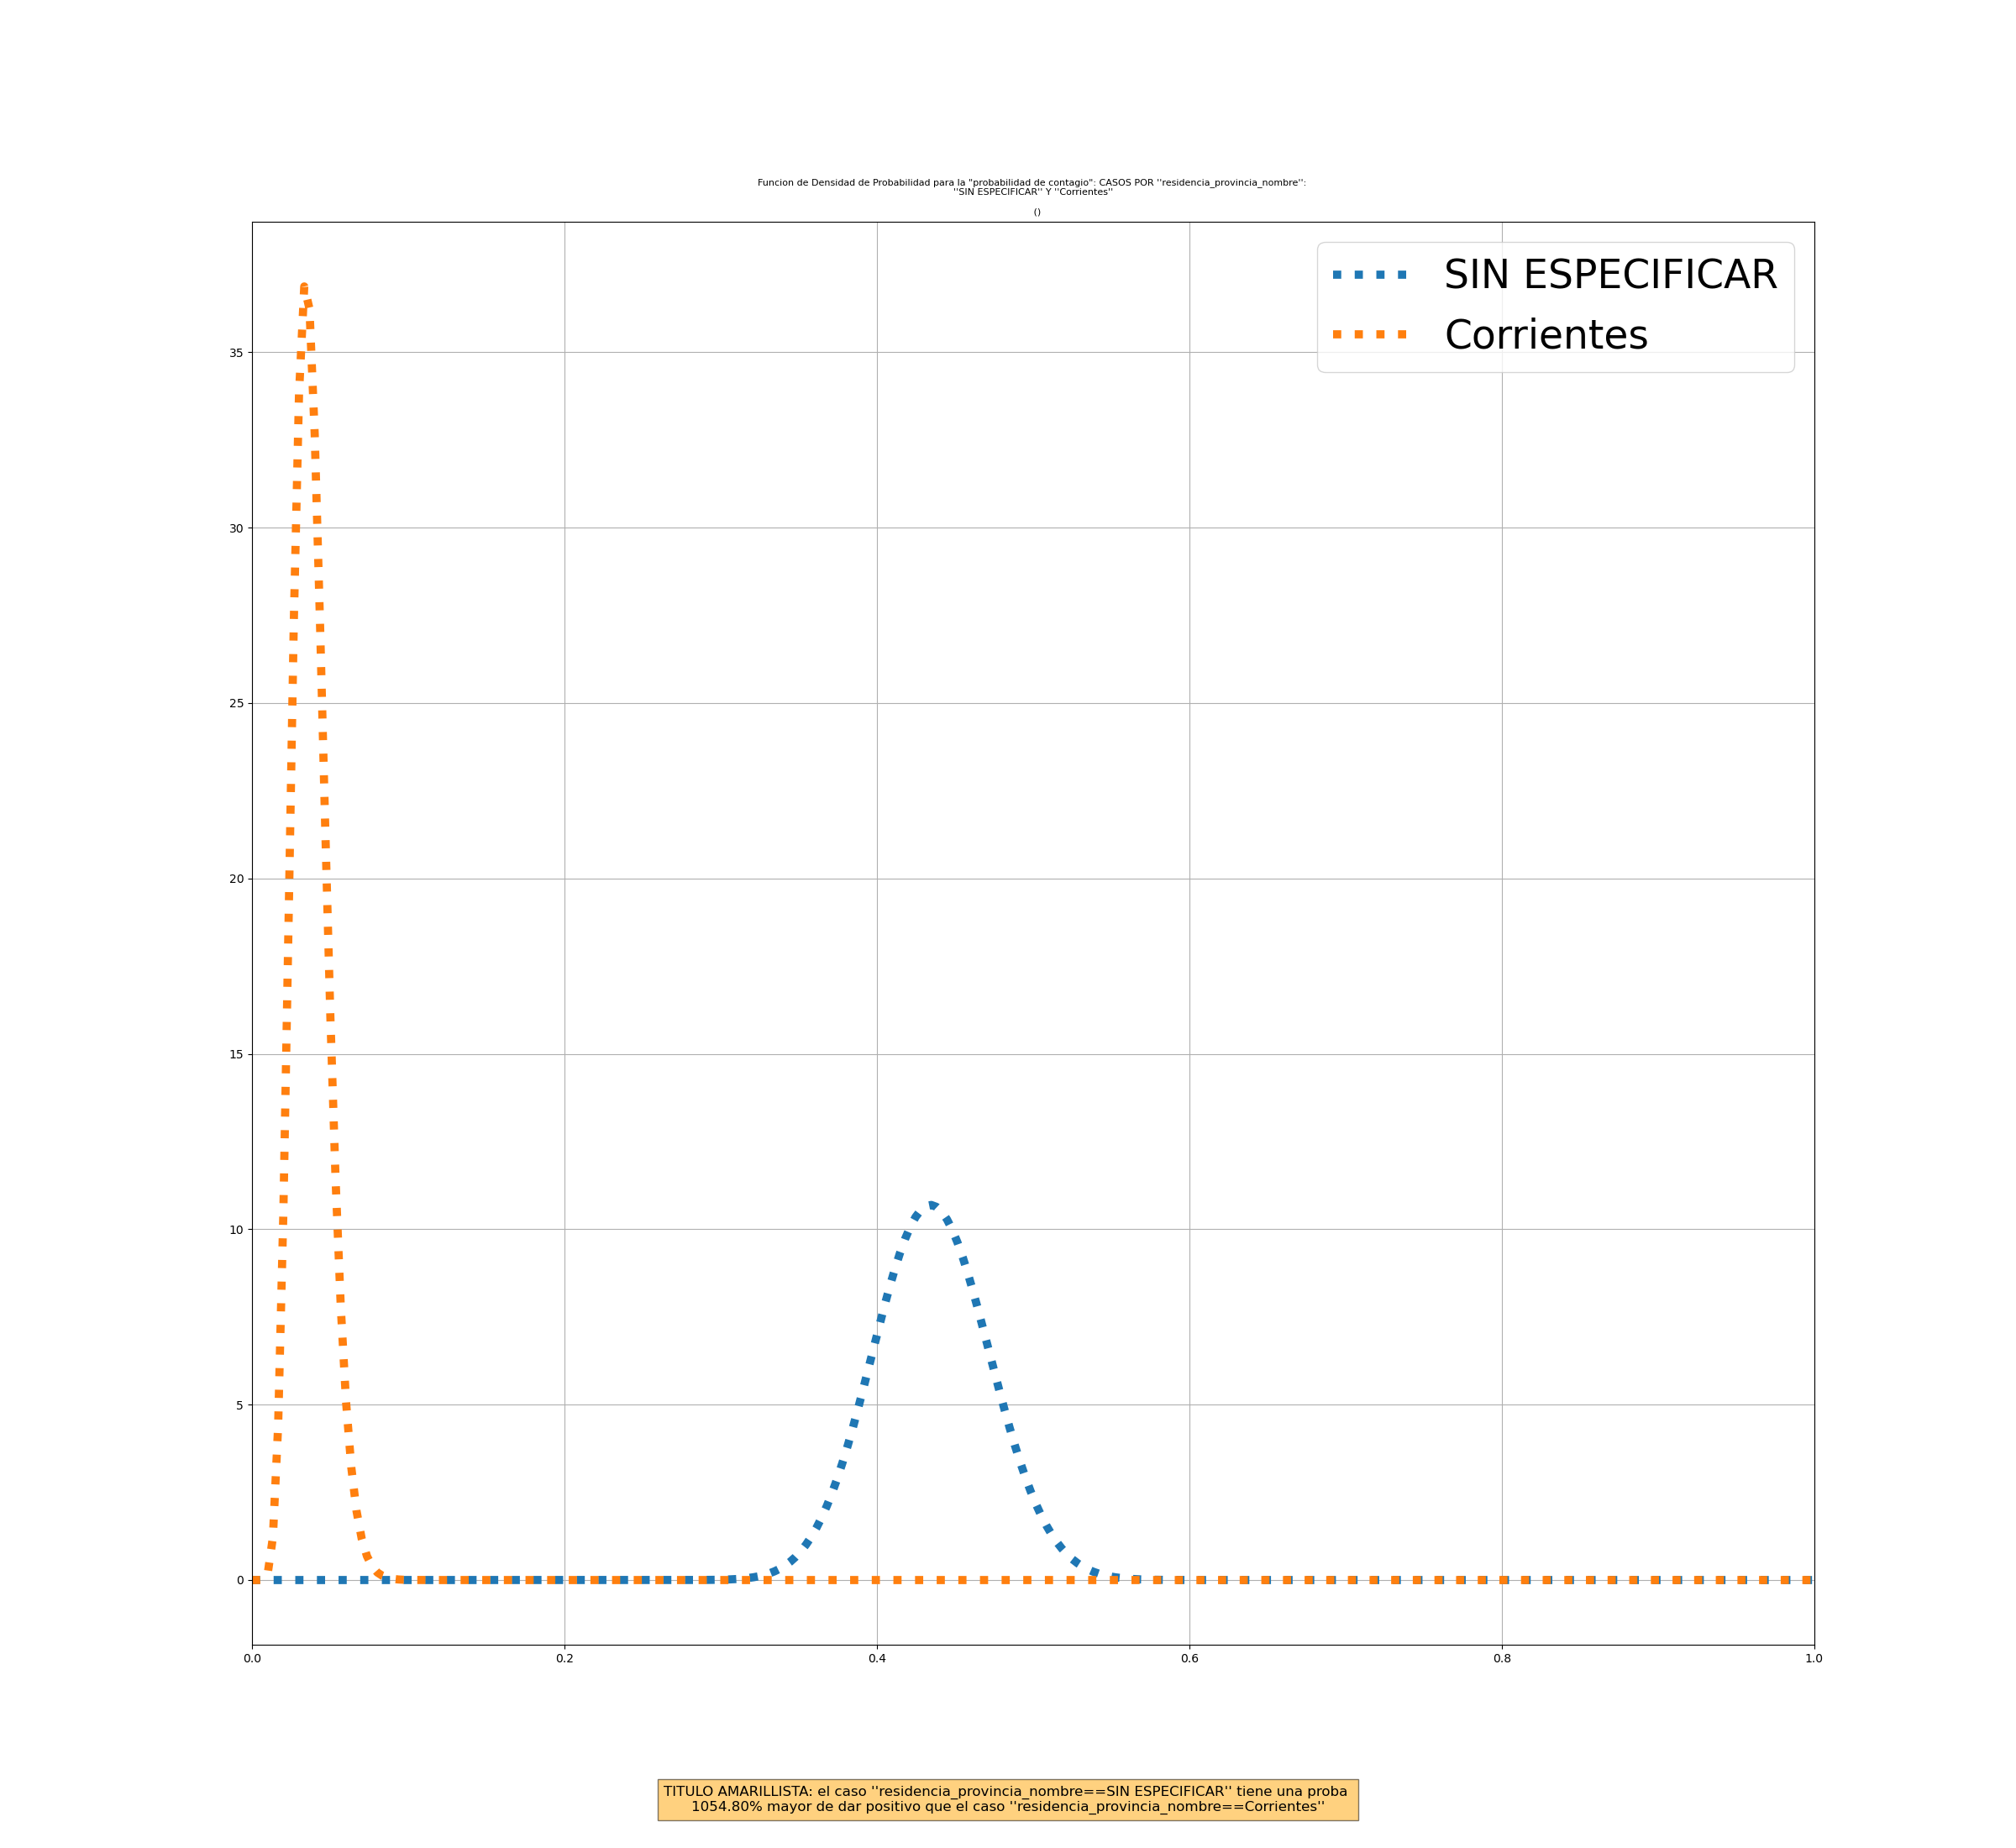 Funcion de Densidad de Probabilidad para la "probabilidad de contagio": CASOS POR ''residencia_provincia_nombre'':
''SIN ESPECIFICAR'' Y ''Corrientes''
()
SIN ESPECIFICAR
Corrientes
35
30
25
20
15
10
5
0
0.0
0.2
0.4
0.6
0.8
1.0
TITULO AMARILLISTA: el caso ''residencia_provincia_nombre==SIN ESPECIFICAR'' tiene una proba
1054.80% mayor de dar positivo que el caso ''residencia_provincia_nombre==Corrientes''